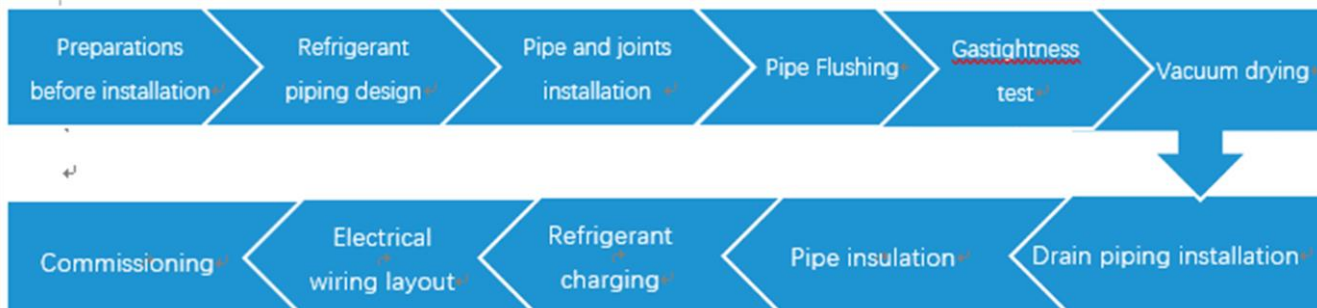 Preparations
before installation
Refrigerant
piping design
Pipe and joints
installation
Pipe Flushing
Gastightness
test
Vacuum drying
Drain piping installation
Pipe insulation
Refrigerant
charging
Electrical
wiring layout
Commissioning